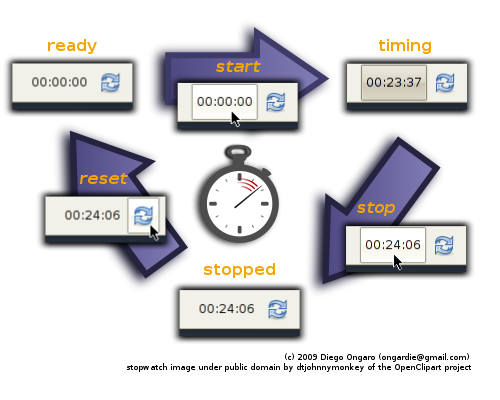 ready
timing
start
00:00:00
00:00:00
00:23:37
reset
stop
00:24:06
00:24:06
stopped
00:24:06
(c) 2009 Diego Ongaro (ongardie@gmail.com)
stopwatch image under public domain by dtjohnnymonkey of the OpenClipart project